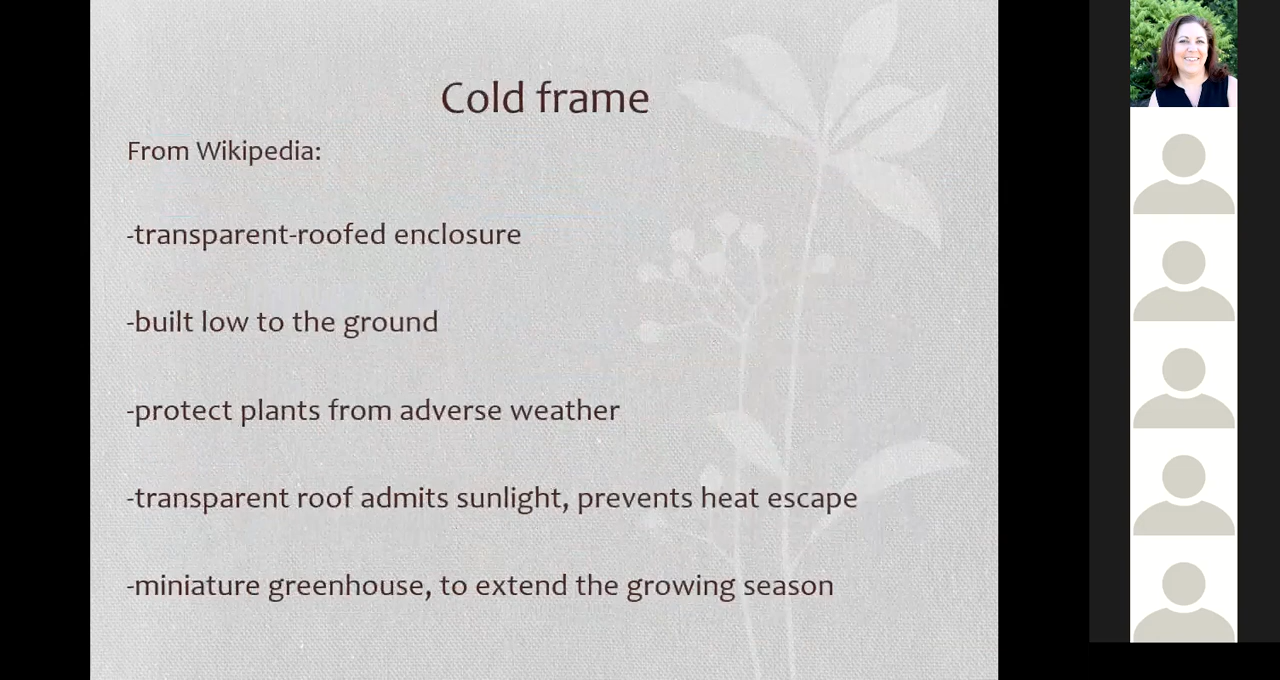 Cold frame
From Wikipedia:
-transparent-roofed enclosure
-built low to the ground
-protect plants from adverse weather
-transparent roof admits sunlight, prevents heat escape
-miniature greenhouse, to extend the growing season